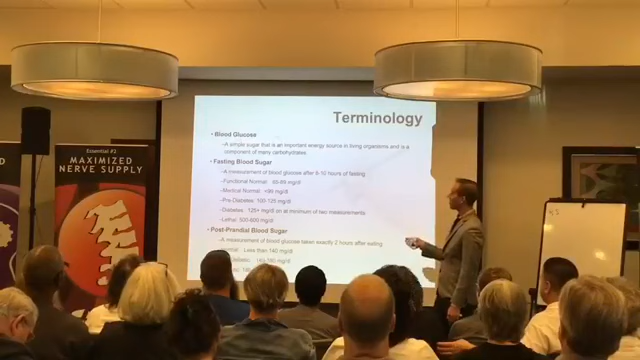 Terminology
• Blood Glucose
–A simple sugar that is an important energy source in living organisms and is a
component of many carbohydrates.
• Fasting Blood Sugar
–A measurement of blood glucose after 8-10 hours of fasting
–Functional Normal: 65-89 mg/dl
–Medical Normal: <99 mg/dl
–Pre-Diabetes: 100-125 mg/dl
–Diabetes: 125+ mg/dl on at minimum of two measurements
–Lethal: 500-600 mg/dl
• Post-Prandial Blood Sugar
–A measurement of blood glucose taken exactly 2 hours after eating
Less than 140 mg/dl
Essential #2
MAXIMIZED
NERVE SUPPLY